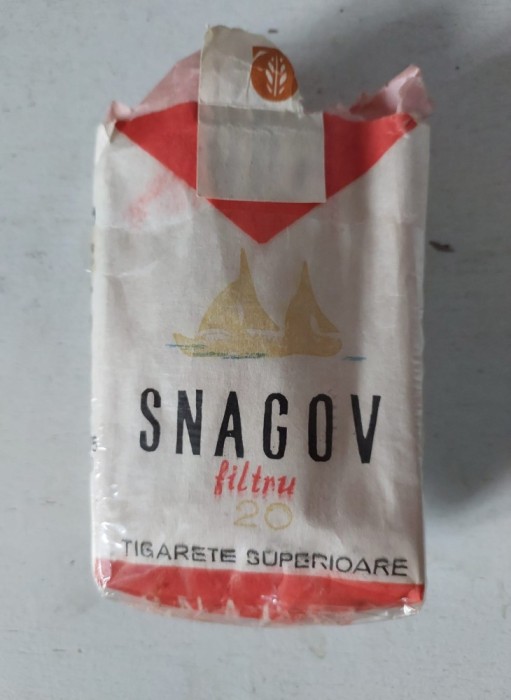 SNAGOV
filtru
20
TIGARETE SUPERIOARE